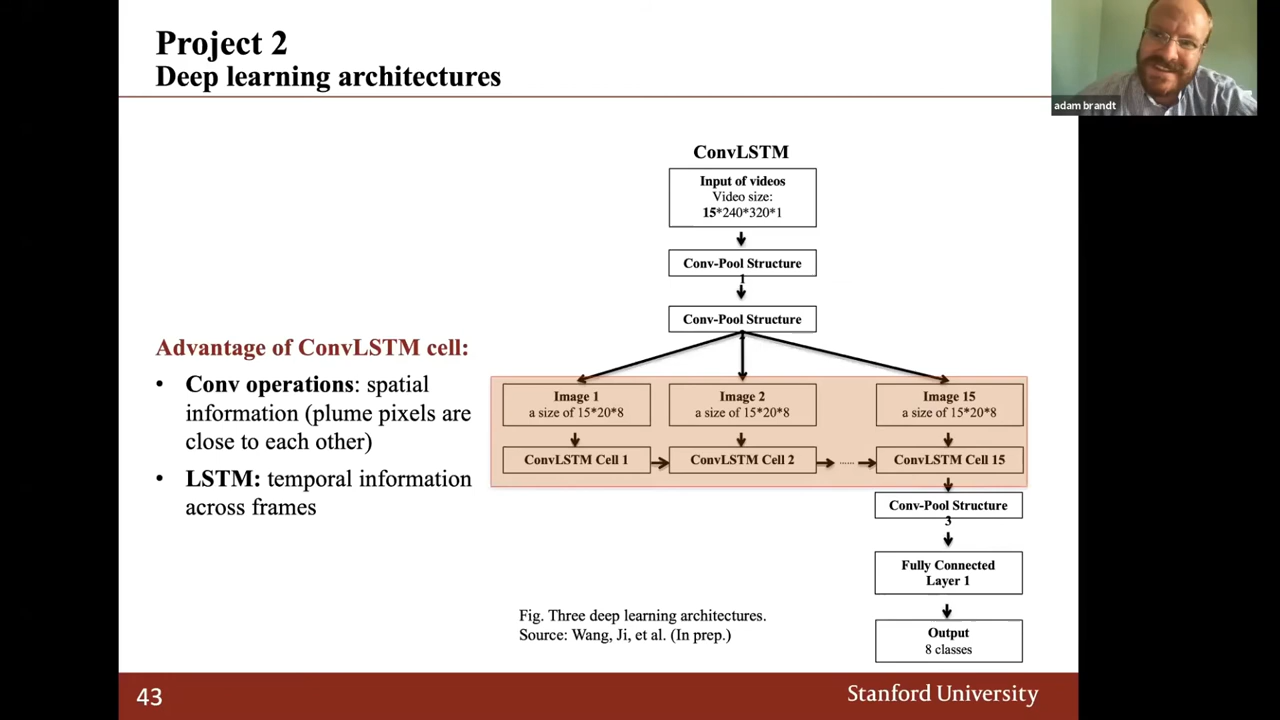 Project 2
Deep learning architectures
adam brandt
ConvLSTM
Input of videos
Video size:
15*240*320*1
Conv-Pool Structure
1
Conv-Pool Structure
Advantage of ConvLSTM cell:
• Conv operations: spatial
information (plume pixels are
close to each other)
• LSTM: temporal information
across frames
Image 1
a size of 15*20*8
Image 2
a size of 15*20*8
Image 15
a size of 15*20*8
ConvLSTM Cell 1
ConvLSTM Cell 2
......
ConvLSTM Cell 15
Conv-Pool Structure
3
Fully Connected
Layer 1
Output
8 classes
Fig. Three deep learning architectures.
Source: Wang, Ji, et al. (In prep.)
43
Stanford University